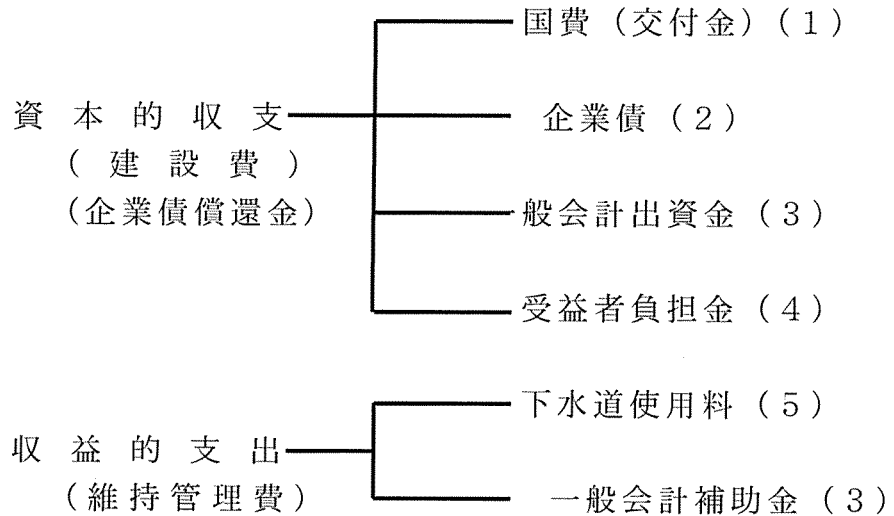 国費（交付金）（１）
資本的収支
（建設費）
（企業債償還金）
企業債（２）
般会計出資金（３）
受益者負担金（４）
下水道使用料（５）
収益的支出
（維持管理費）
一般会計補助金（３）